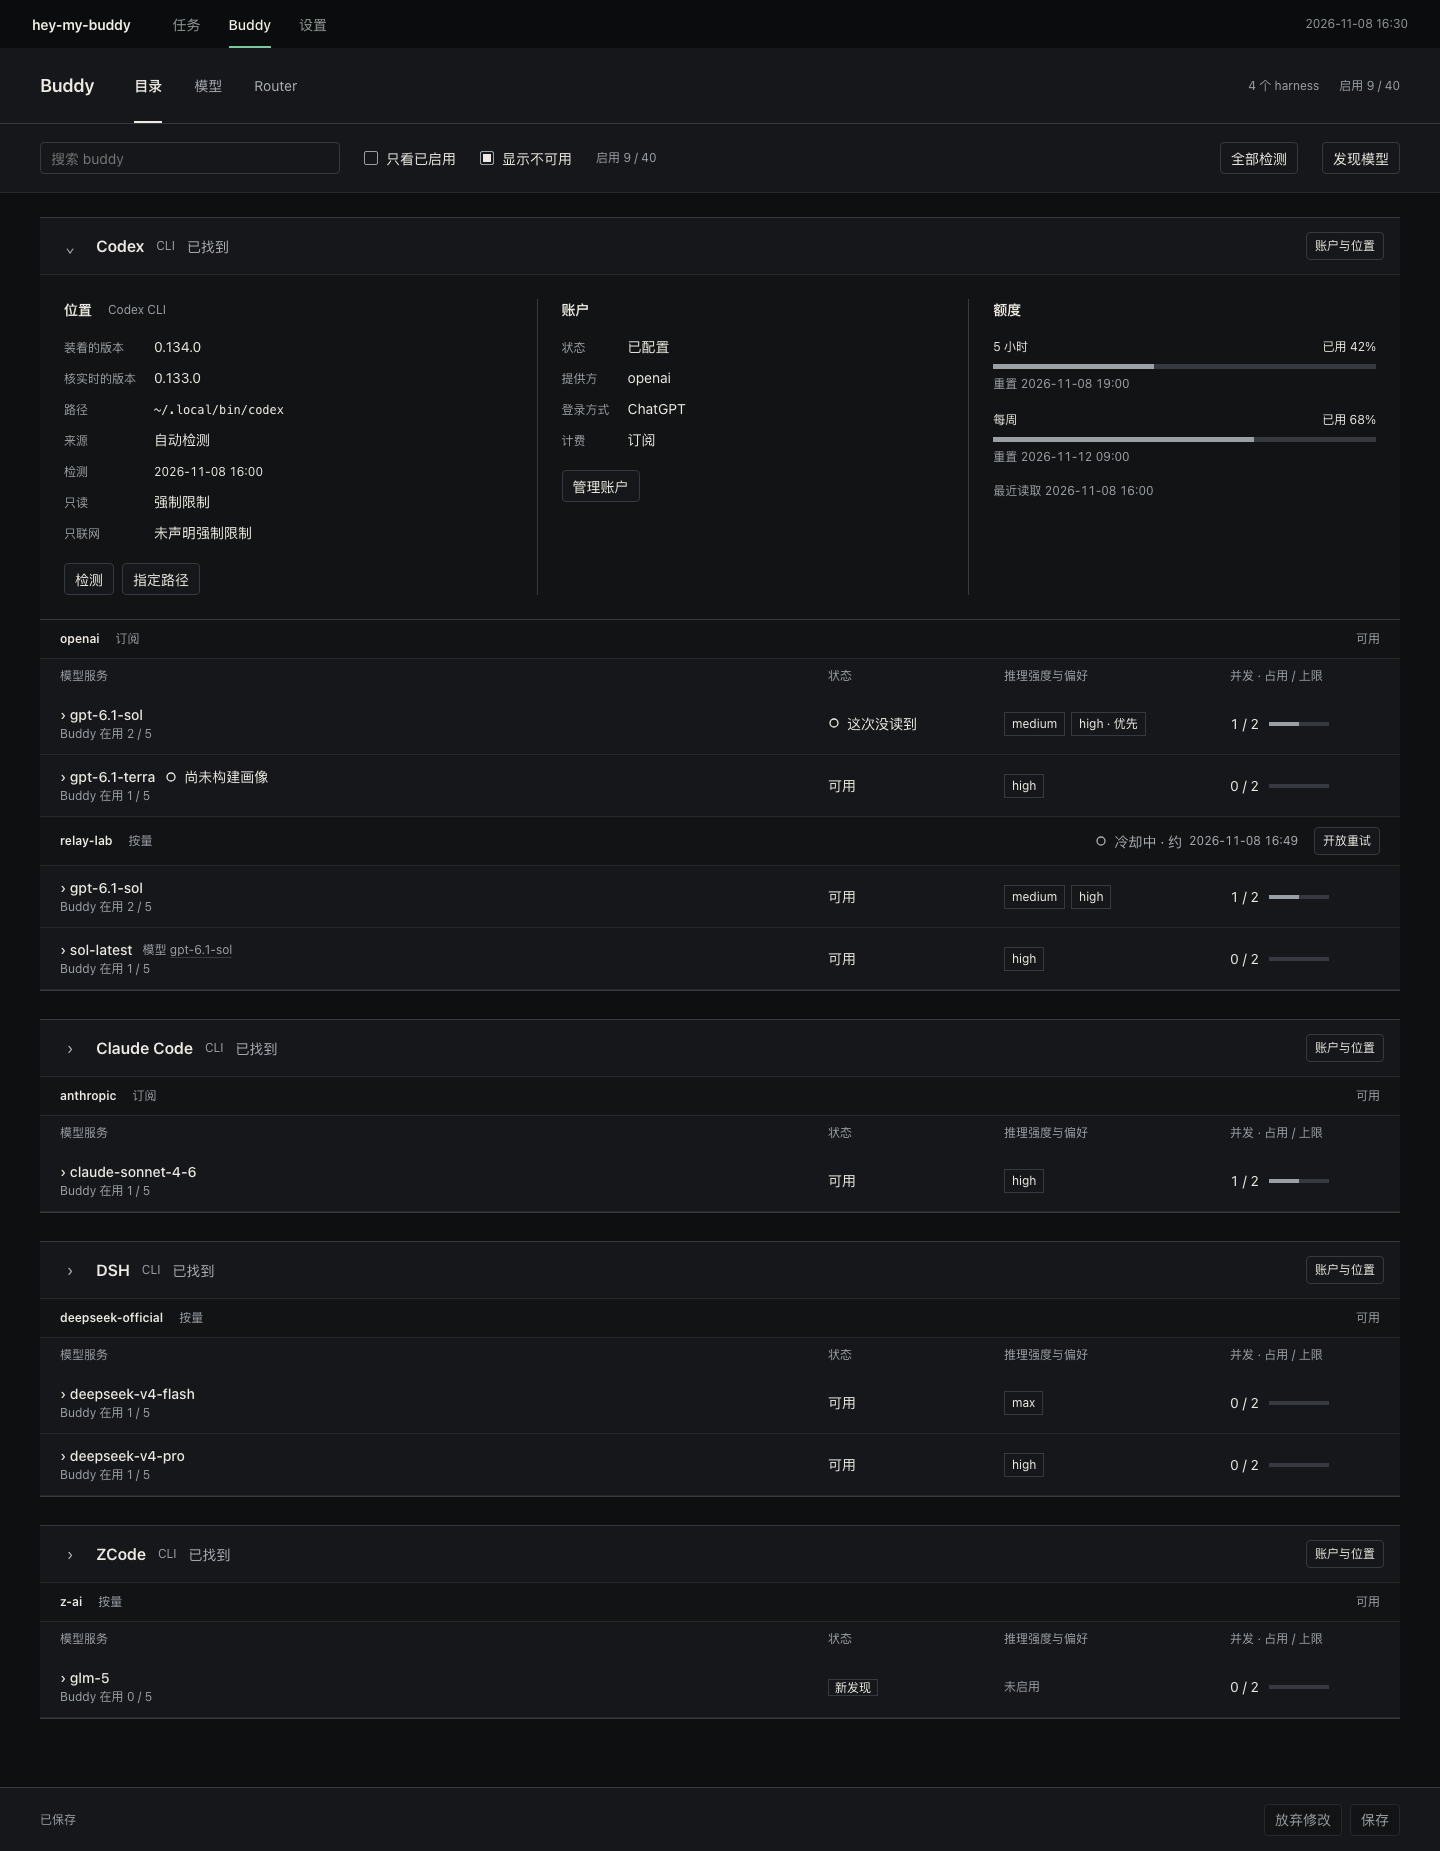 hey-my-buddy 任务 Buddy 设置 2026-11-08 16:30
Buddy 目录 模型 Router 4 个 harness 启用 9 / 40
搜索 buddy 只看已启用 显示不可用 启用 9 / 40 全部检测 发现模型
Codex CLI 已找到 账户与位置
位置 Codex CLI
装着的版本 0.134.0
核实时的版本 0.133.0
路径 ~/.local/bin/codex
来源 自动检测
检测 2026-11-08 16:00
只读 强制限制
只联网 未声明强制限制
检测 指定路径
账户
状态 已配置
提供方 openai
登录方式 ChatGPT
计费 订阅
管理账户
额度
5 小时 已用 42%
重置 2026-11-08 19:00
每周 已用 68%
重置 2026-11-12 09:00
最近读取 2026-11-08 16:00
openai 订阅 可用
模型服务 状态 推理强度与偏好 并发 · 占用 / 上限
› gpt-6.1-sol 这次没读到 medium high · 优先 1 / 2
Buddy 在用 2 / 5
› gpt-6.1-terra 尚未构建画像 可用 high 0 / 2
Buddy 在用 1 / 5
relay-lab 按量 冷却中 · 约 2026-11-08 16:49 开放重试
› gpt-6.1-sol 可用 medium high 1 / 2
Buddy 在用 2 / 5
› sol-latest 模型 gpt-6.1-sol 可用 high 0 / 2
Buddy 在用 1 / 5
› Claude Code CLI 已找到 账户与位置
anthropic 订阅 可用
模型服务 状态 推理强度与偏好 并发 · 占用 / 上限
› claude-sonnet-4-6 可用 high 1 / 2
Buddy 在用 1 / 5
› DSH CLI 已找到 账户与位置
deepseek-official 按量 可用
模型服务 状态 推理强度与偏好 并发 · 占用 / 上限
› deepseek-v4-flash 可用 max 0 / 2
Buddy 在用 1 / 5
› deepseek-v4-pro 可用 high 0 / 2
Buddy 在用 1 / 5
› ZCode CLI 已找到 账户与位置
z-ai 按量 可用
模型服务 状态 推理强度与偏好 并发 · 占用 / 上限
› glm-5 新发现 未启用 0 / 2
Buddy 在用 0 / 5
已保存 放弃修改 保存